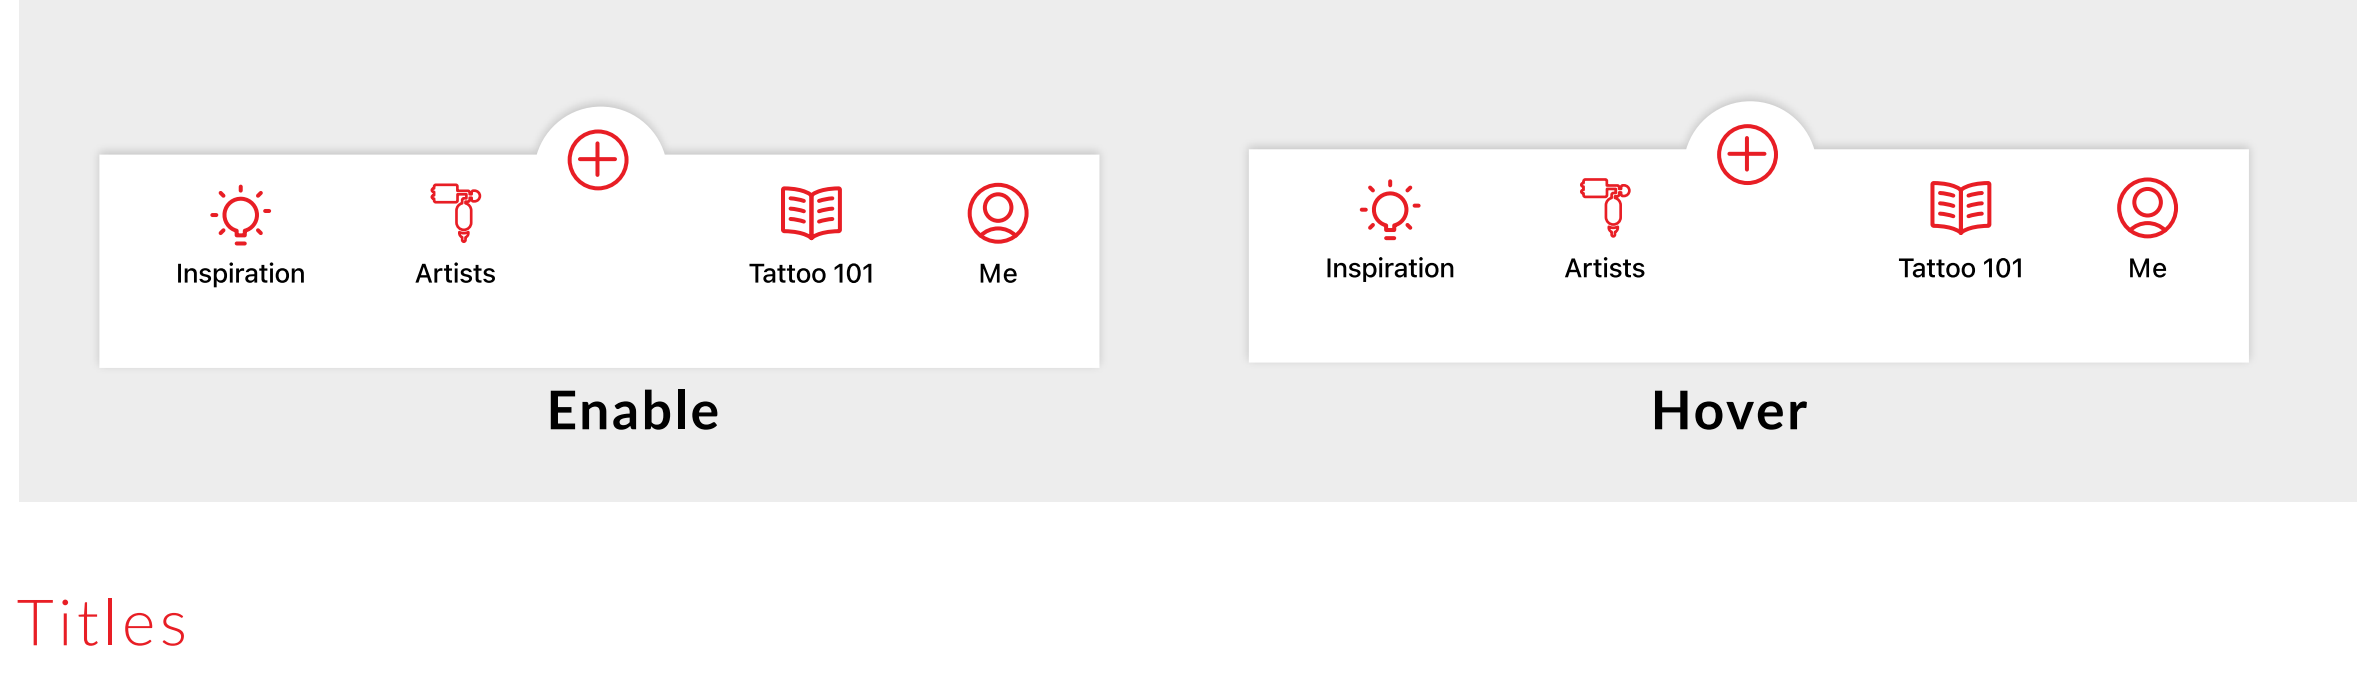 Inspiration
Artists
Tattoo 101
Me
Enable
Inspiration
Artists
Tattoo 101
Me
Hover
Titles